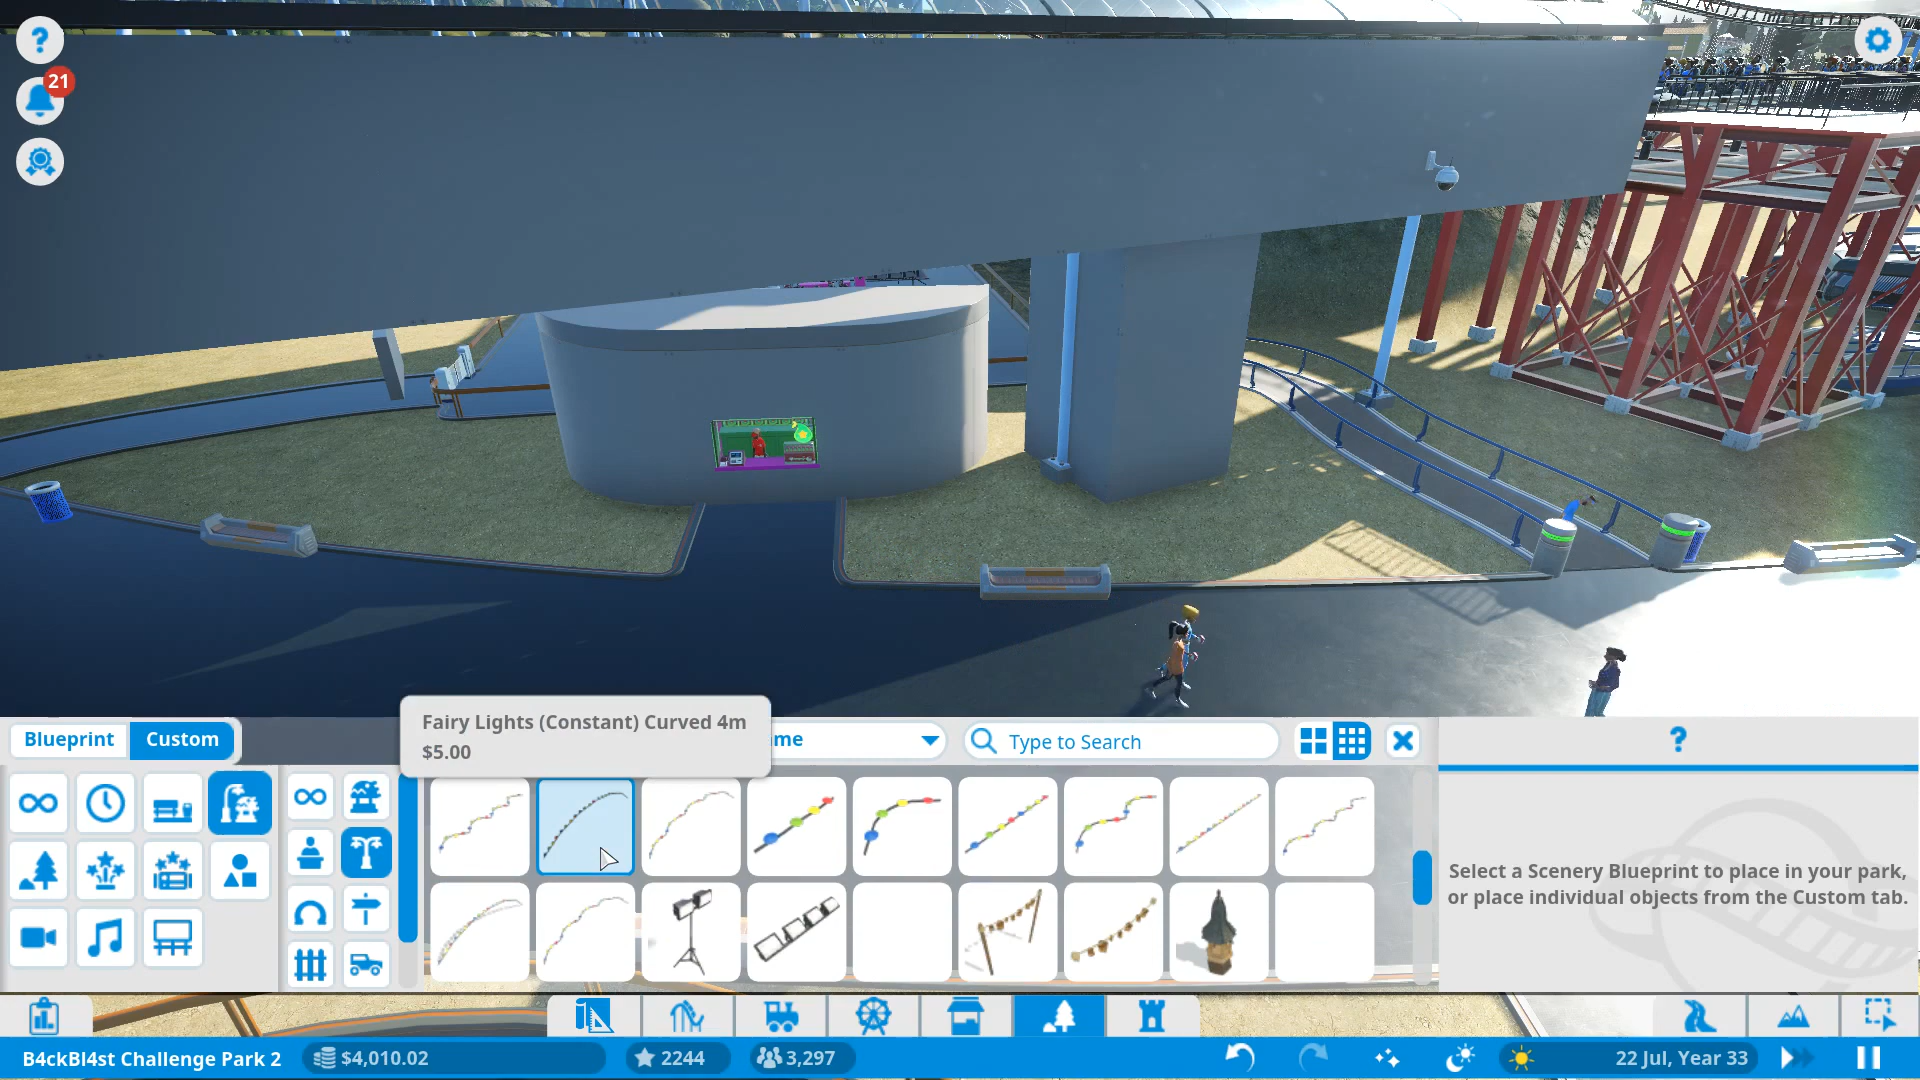 21
Fairy Lights (Constant) Curved 4m
$5.00
Blueprint
Custom
me
Type to Search
?
?
Select a Scenery Blueprint to place in your park,
or place individual objects from the Custom tab.
B4ckBl4st Challenge Park 2
$4,010.02
2244
3,297
22 Jul, Year 33